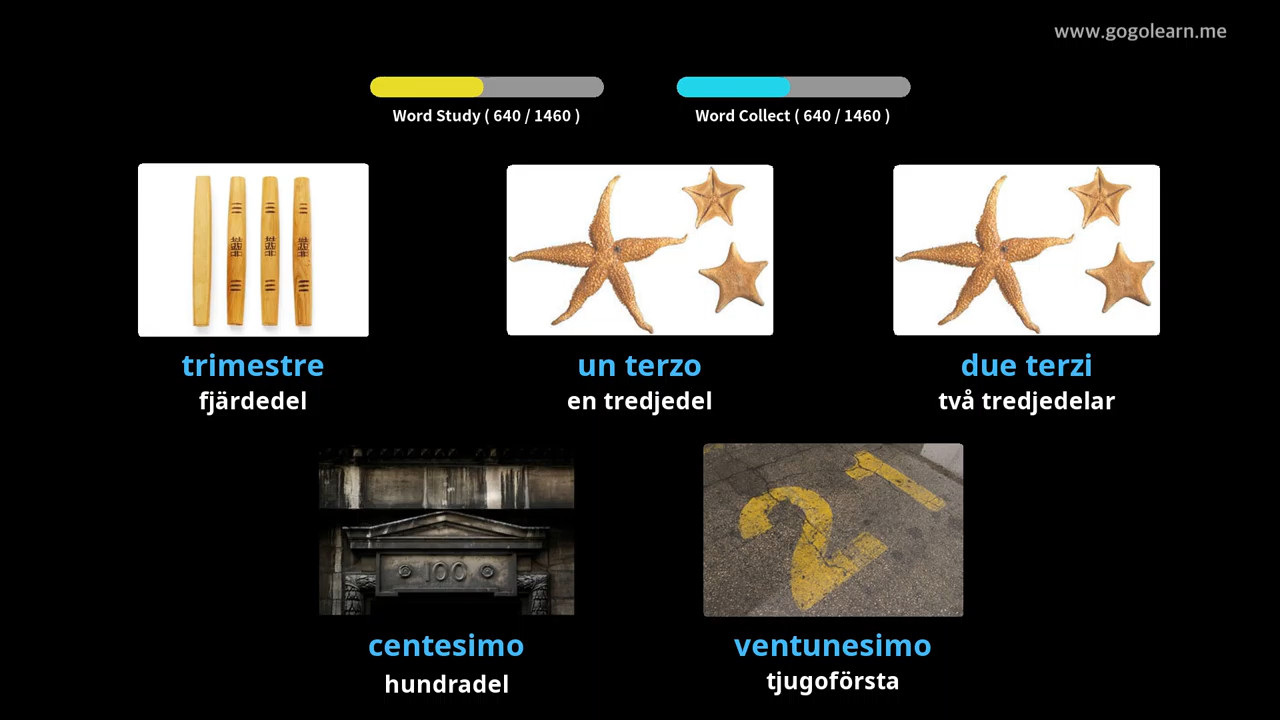 www.gogolearn.me
Word Study ( 640 / 1460 )
Word Collect ( 640 / 1460 )
trimestre
fjärdedel
un terzo
en tredjedel
due terzi
två tredjedelar
100
21
centesimo
hundradel
ventunesimo
tjugoförsta